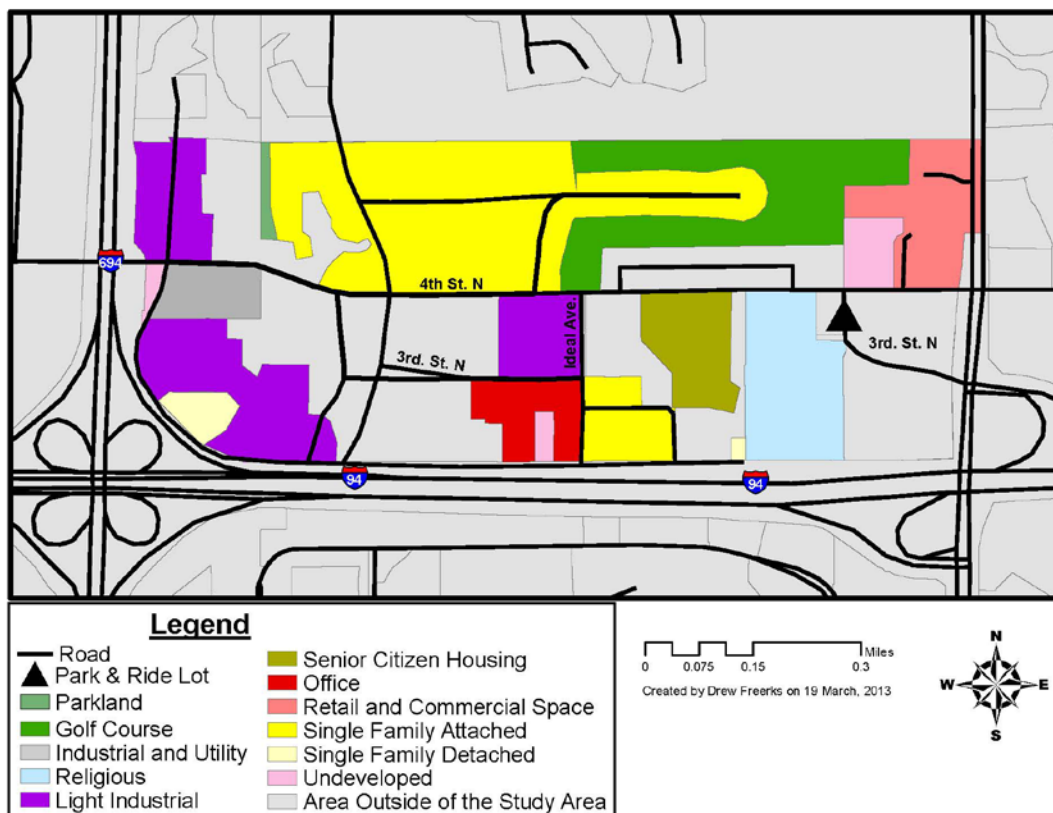 694
4th St. N
Ideal Ave.
3rd. St. N
3rd. St. N
94
94
Legend
Road
Park & Ride Lot
Parkland
Golf Course
Industrial and Utility
Religious
Light Industrial
Senior Citizen Housing
Office
Retail and Commercial Space
Single Family Attached
Single Family Detached
Undeveloped
Area Outside of the Study Area
Miles
0 0.075 0.15 0.3
Created by Drew Freerks on 19 March, 2013
N
W E
S